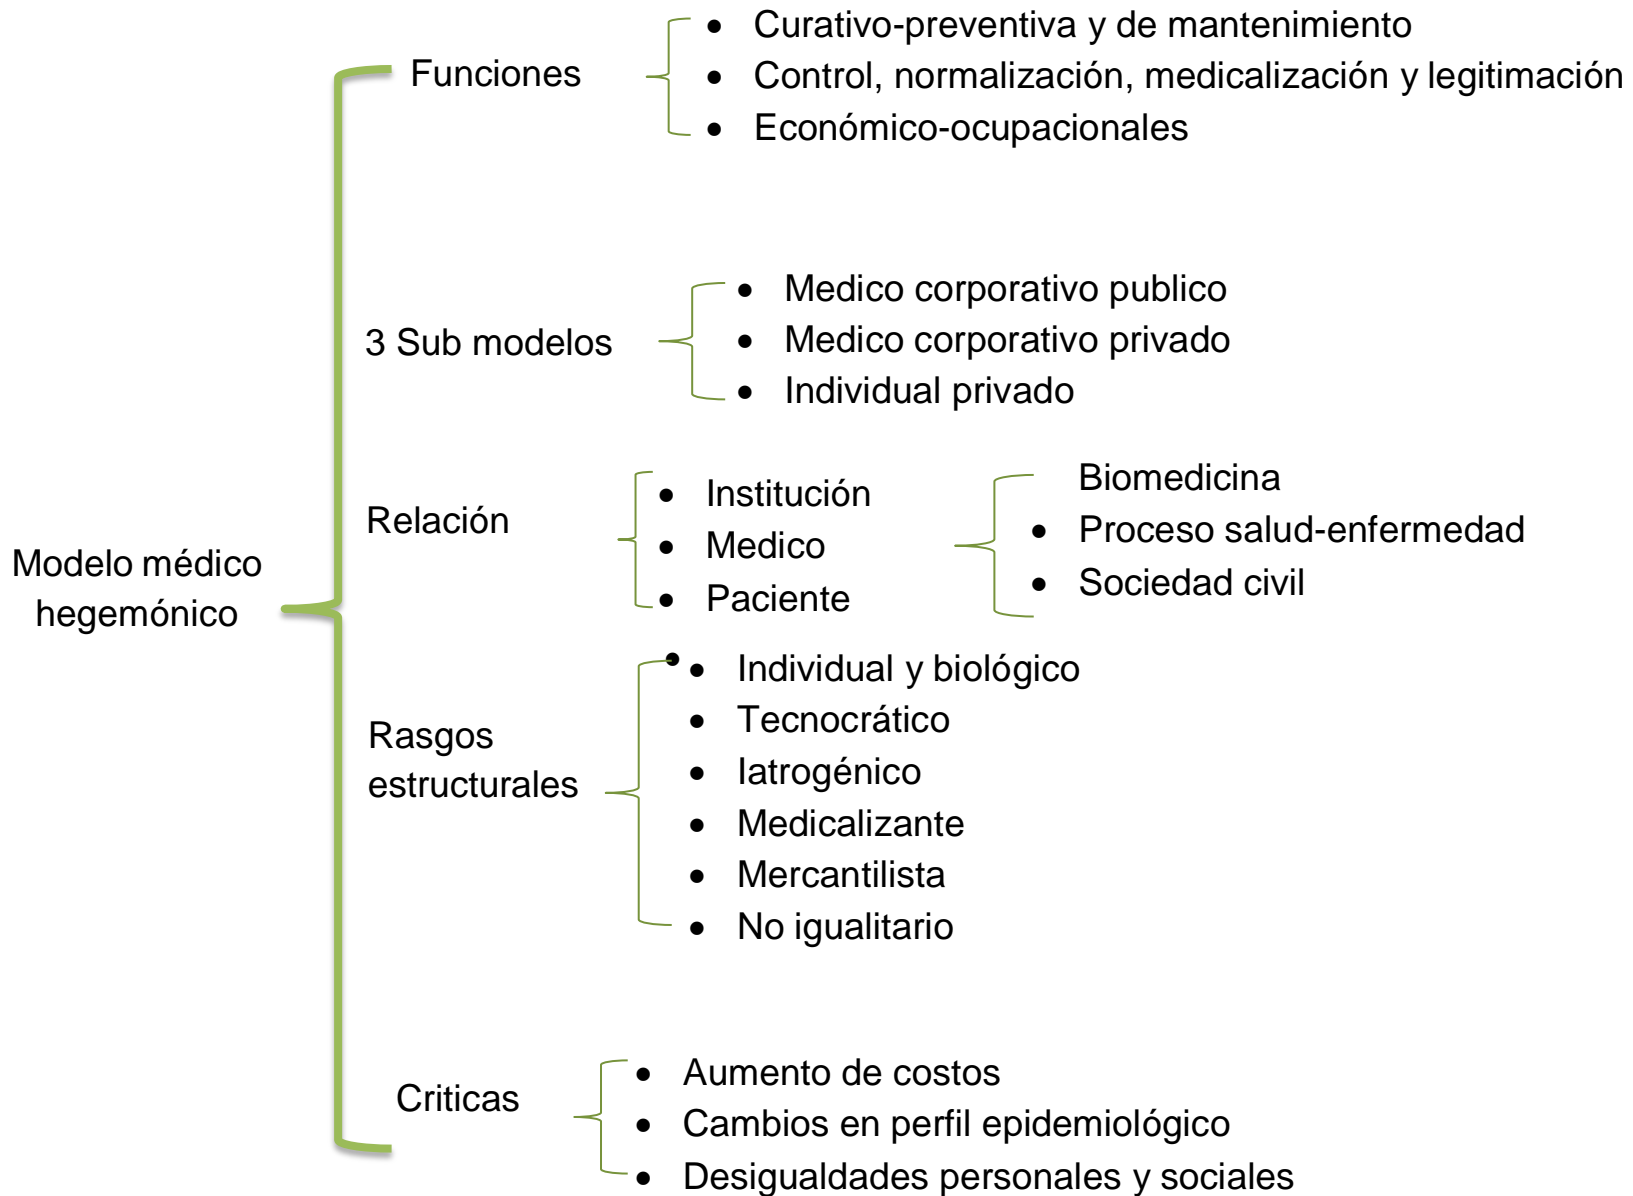 Modelo médico
hegemónico
Funciones
• Curativo-preventiva y de mantenimiento
• Control, normalización, medicalización y legitimación
• Económico-ocupacionales
3 Sub modelos
• Medico corporativo publico
• Medico corporativo privado
• Individual privado
Relación
• Institución
• Medico
• Paciente
Biomedicina
• Proceso salud-enfermedad
• Sociedad civil
Rasgos
estructurales
• Individual y biológico
• Tecnocrático
• Iatrogénico
• Medicalizante
• Mercantilista
• No igualitario
Criticas
• Aumento de costos
• Cambios en perfil epidemiológico
• Desigualdades personales y sociales